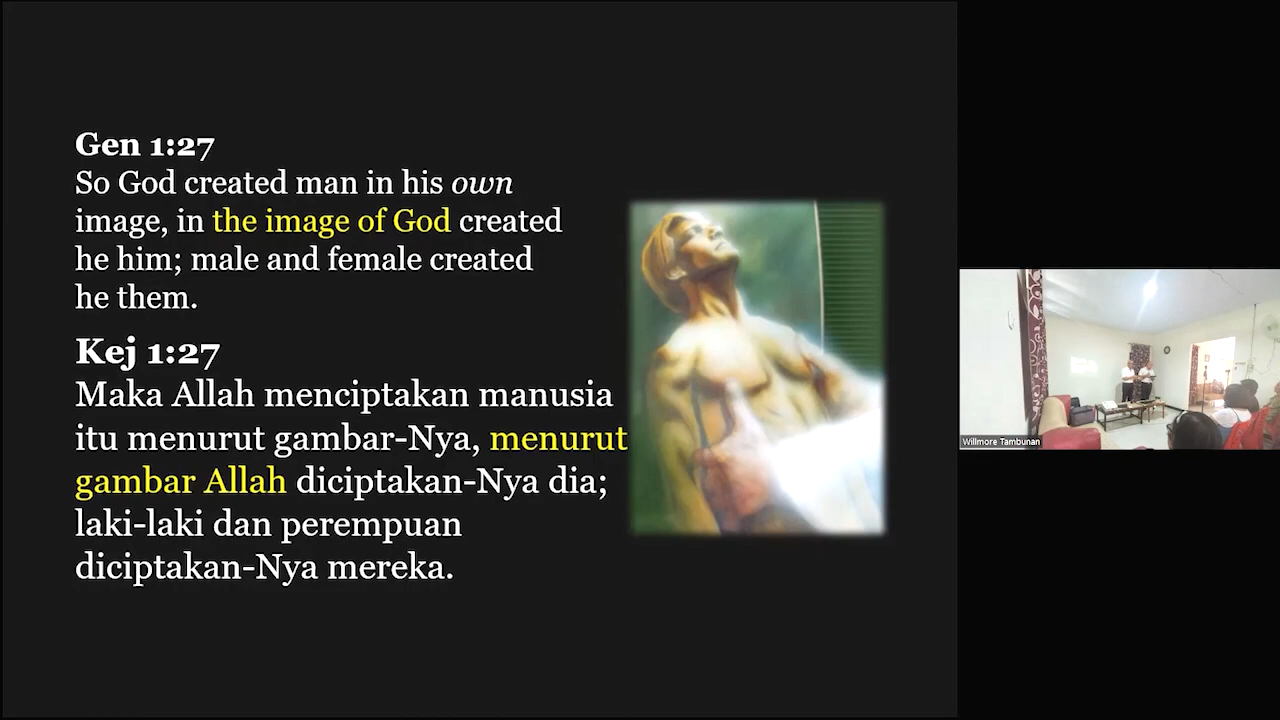 Gen 1:27
So God created man in his own
image, in the image of God created
he him; male and female created
he them.
Kej 1:27
Maka Allah menciptakan manusia
itu menurut gambar-Nya, menurut
gambar Allah diciptakan-Nya dia;
laki-laki dan perempuan
diciptakan-Nya mereka.
Willmore Tambunan